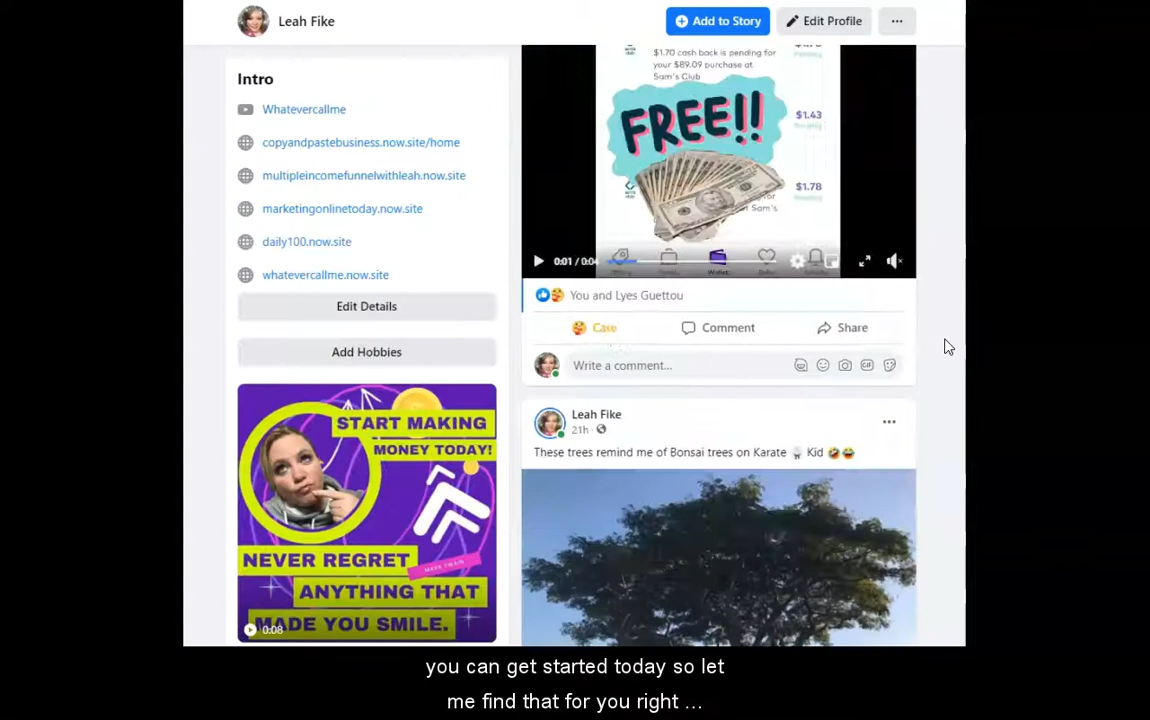 Leah Fike
Add to Story
Edit Profile
Intro
Whatevercallme
copyandpastebusiness.now.site/home
multipleincomefunnelwithleah.now.site
marketingonlinetoday.now.site
daily100.now.site
whatevercallme.now.site
Edit Details
Add Hobbies
START MAKING
MONEY TODAY!
NEVER REGRET
MARK TWAIN
ANYTHING THAT
MADE YOU SMILE.
0:08
$1.70 cash back is pending for
your $89.09 purchase at
Sam's Club
FREE!!
$1.43
Pending
$1.78
0:01 / 0:04
You and Lyes Guettou
Care
Comment
Share
Write a comment...
GIF
Leah Fike
21h
These trees remind me of Bonsai trees on Karate 🥋 Kid 🤣😂
you can get started today so let
me find that for you right ...